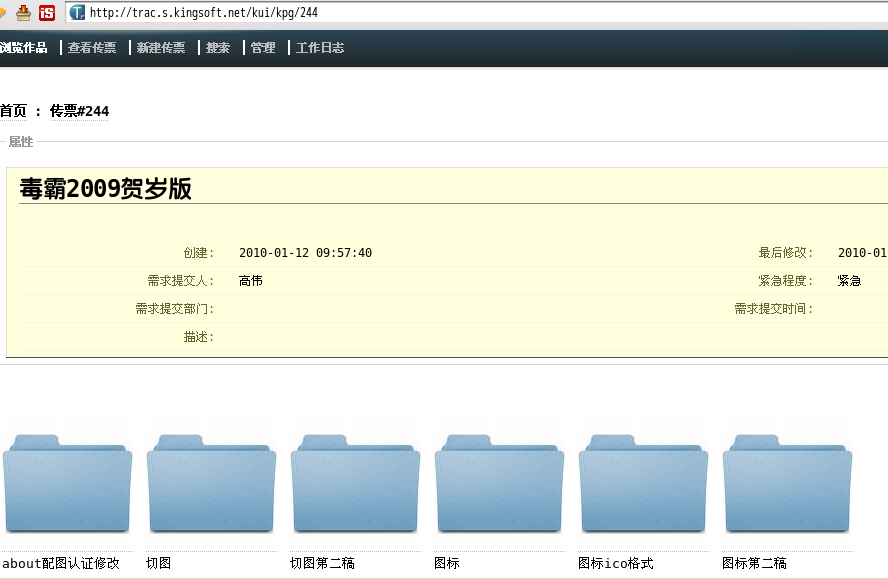 iS http://trac.s.kingsoft.net/kui/kpg/244
浏览作品 查看传票 新建传票 搜索 管理 工作日志
首页 : 传票#244
属性
毒霸2009贺岁版
创建: 2010-01-12 09:57:40 最后修改: 2010-01
需求提交人: 高伟 紧急程度: 紧急
需求提交部门: 需求提交时间:
描述:
about配图认证修改 切图 切图第二稿 图标 图标ico格式 图标第二稿